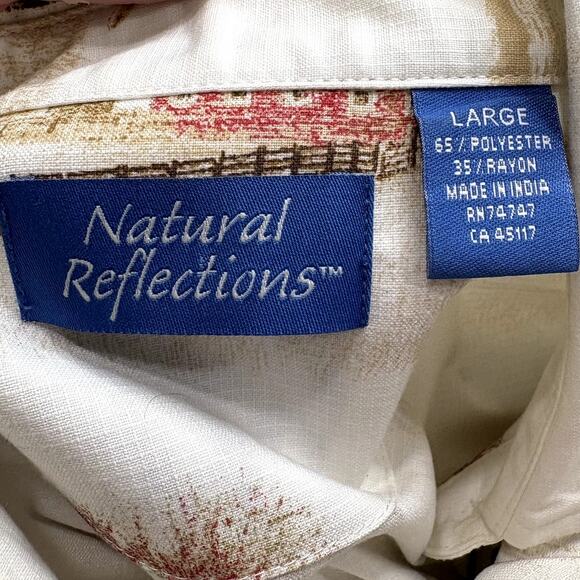 Natural
Reflections™
LARGE
65 / POLYESTER
35 / RAYON
MADE IN INDIA
RN74747
CA 45117